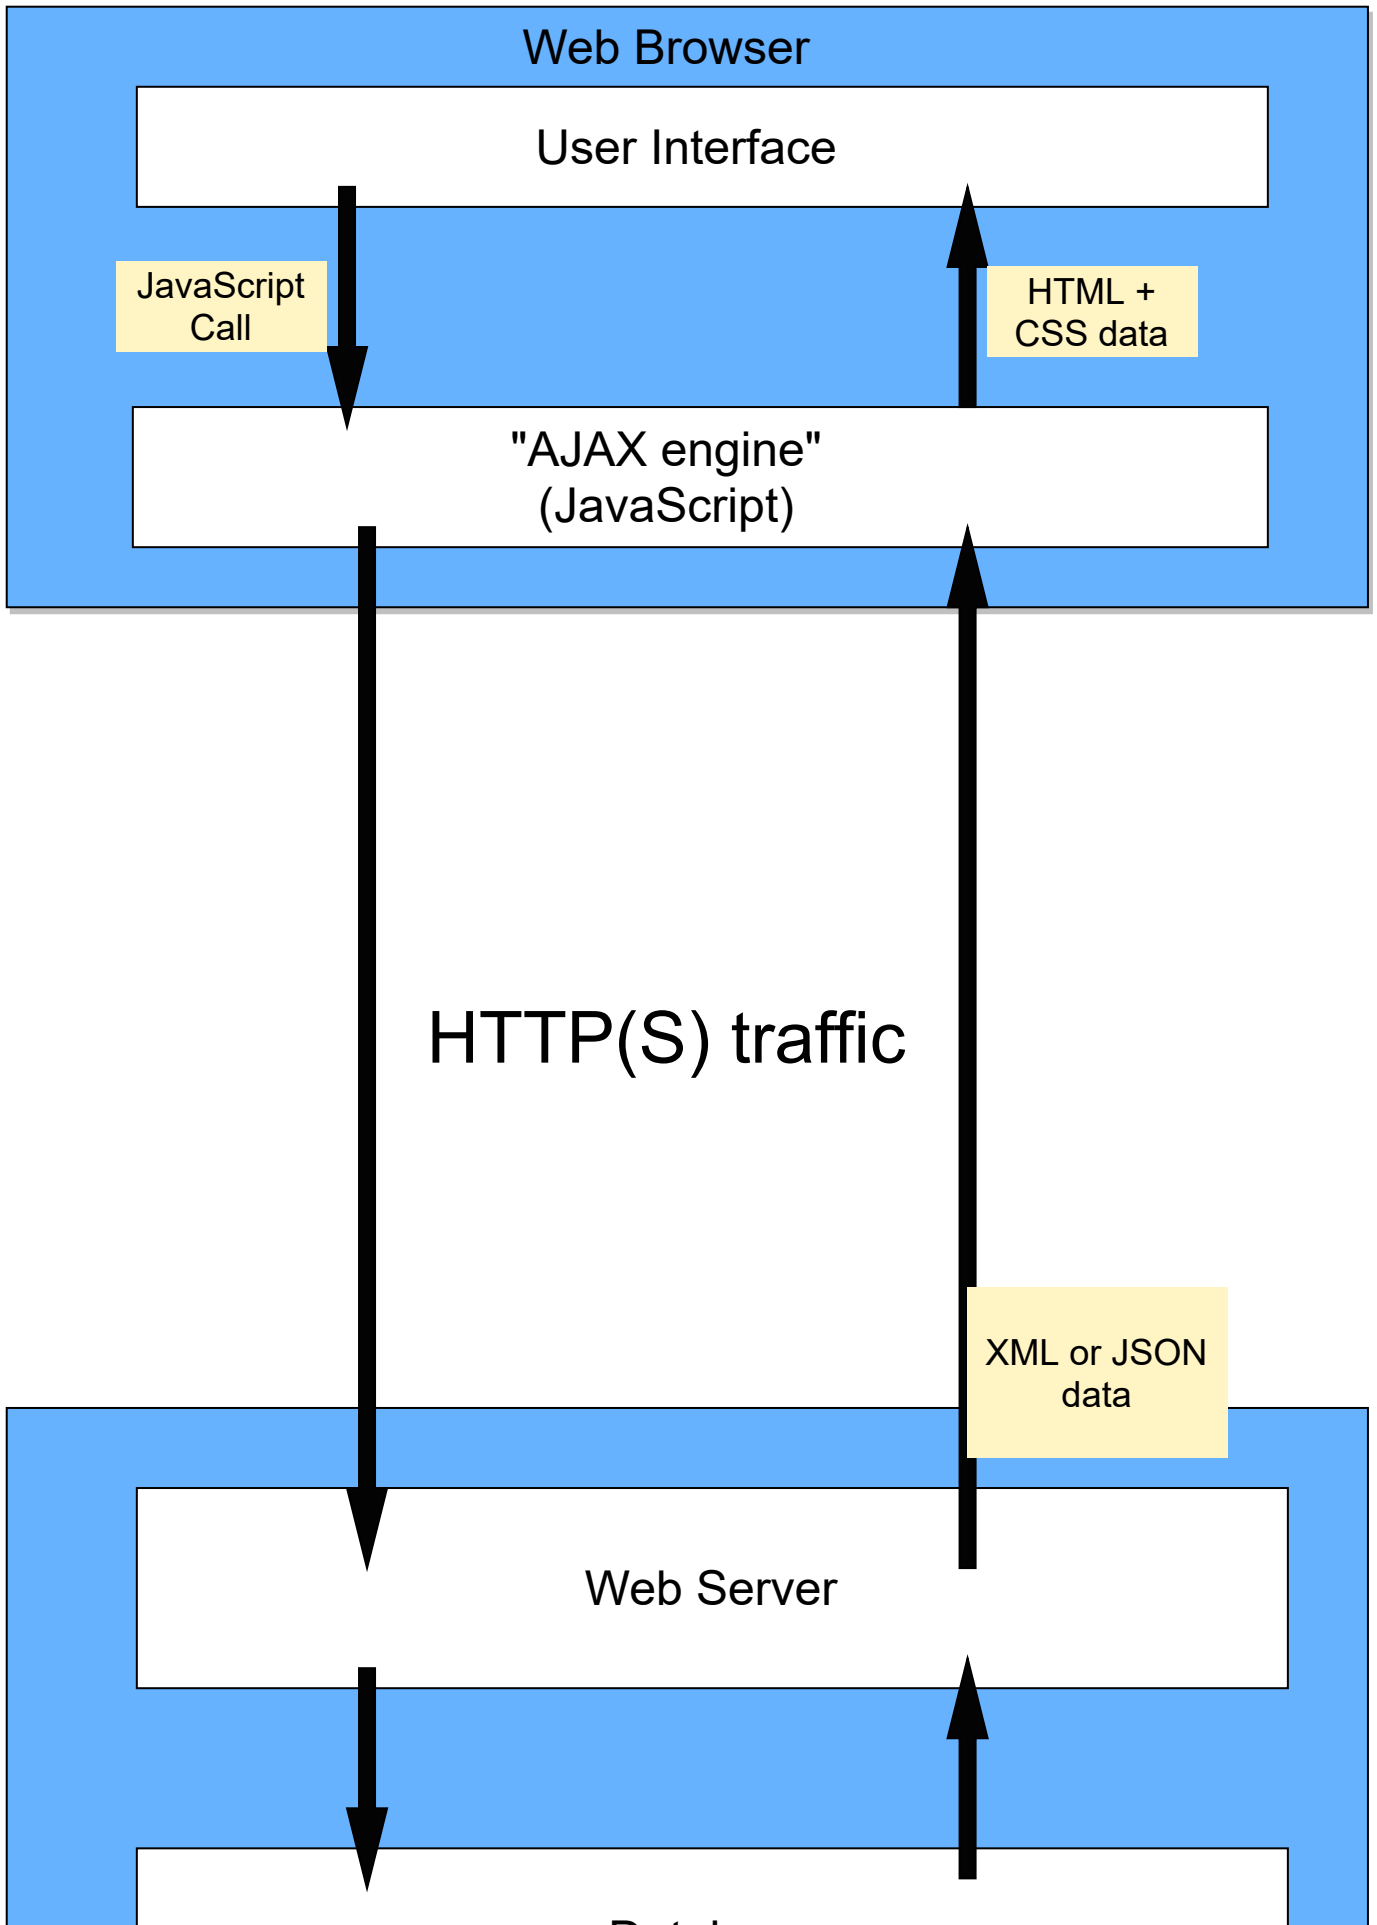 Web Browser
User Interface
JavaScript
Call
HTML +
CSS data
"AJAX engine"
(JavaScript)
HTTP(S) traffic
XML or JSON
data
Web Server